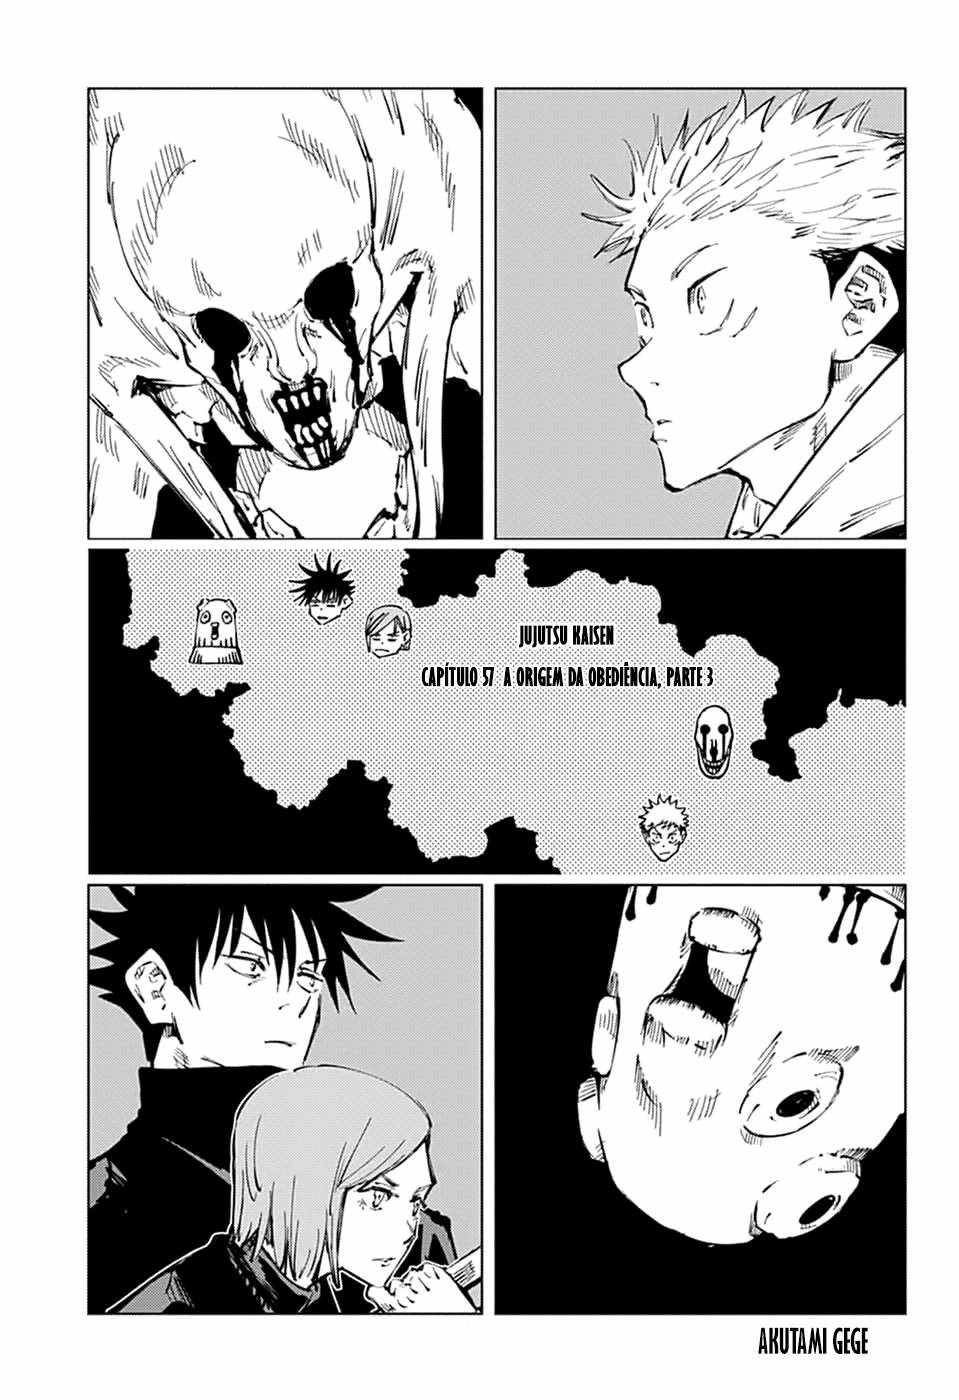 JUJUTSU KAISEN
CAPÍTULO 57 A ORIGEM DA OBEDIÊNCIA, PARTE 3
AKUTAMI GEGE